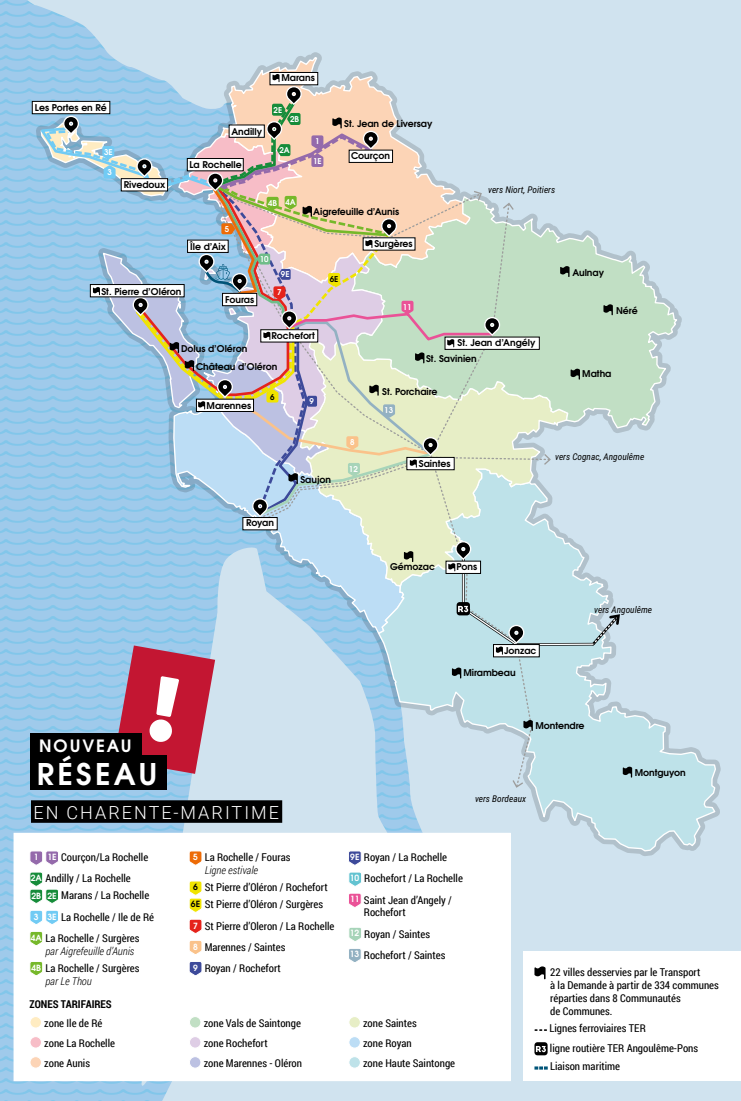 Marans
Les Portes en Ré
2E
2B
St. Jean de Liversay
Andilly
1
2A
Courçon
3E
1E
La Rochelle
3
Rivedoux
vers Niort, Poitiers
4B
4A
Aigrefeuille d'Aunis
5
Surgères
Île d'Aix
10
Aulnay
9E
6E
St. Pierre d'Oléron
Fouras
7
11
Néré
Rochefort
St. Jean d'Angély
Dolus d'Oléron
St. Savinien
Château d'Oléron
Matha
St. Porchaire
6
9
Marennes
13
8
vers Cognac, Angoulême
Saintes
12
Saujon
Royan
Gémozac
Pons
R3
vers Angoulême
Jonzac
Mirambeau
Montendre
Montguyon
vers Bordeaux
!
NOUVEAU
RÉSEAU
EN CHARENTE-MARITIME
1 1E Courçon/La Rochelle
2A Andilly / La Rochelle
2B 2E Marans / La Rochelle
3 3E La Rochelle / Ile de Ré
4A La Rochelle / Surgères
par Aigrefeuille d'Aunis
4B La Rochelle / Surgères
par Le Thou
5 La Rochelle / Fouras
Ligne estivale
6 St Pierre d'Oléron / Rochefort
6E St Pierre d'Oléron / Surgères
7 St Pierre d'Oleron / La Rochelle
8 Marennes / Saintes
9 Royan / Rochefort
9E Royan / La Rochelle
10 Rochefort / La Rochelle
11 Saint Jean d'Angely /
Rochefort
12 Royan / Saintes
13 Rochefort / Saintes
ZONES TARIFAIRES
zone Ile de Ré
zone La Rochelle
zone Aunis
zone Vals de Saintonge
zone Rochefort
zone Marennes - Oléron
zone Saintes
zone Royan
zone Haute Saintonge
22 villes desservies par le Transport
à la Demande à partir de 334 communes
réparties dans 8 Communautés
de Communes.
Lignes ferroviaires TER
R3 ligne routière TER Angoulême-Pons
Liaison maritime